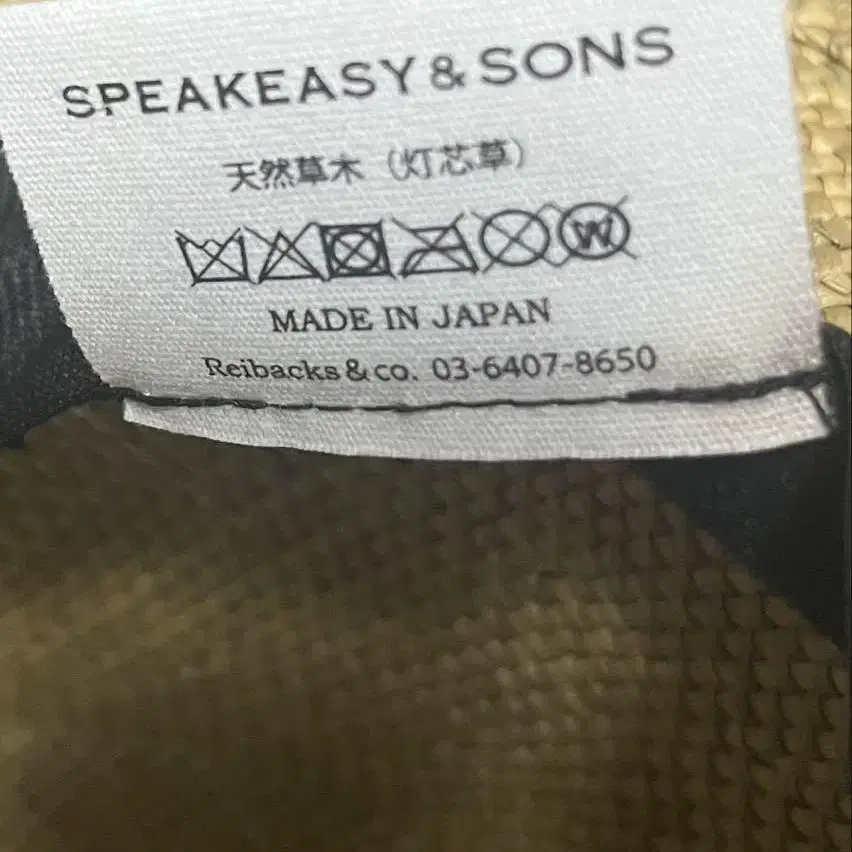 SPEAKEASY & SONS
天然草木（灯芯草）
W
MADE IN JAPAN
Reibacks & co. 03-6407-8650